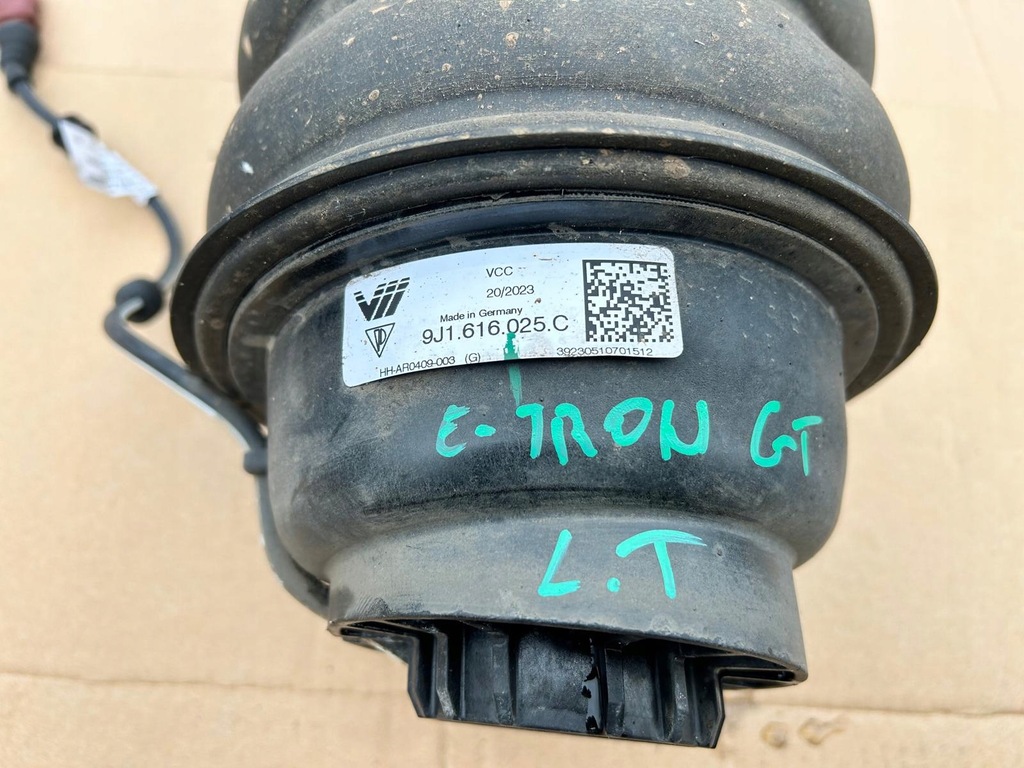 VCC
20/2023
Made in Germany
9J1.616.025.C
HH-AR0409-003 (G) 39230510701512
E-TRON GT
L.T